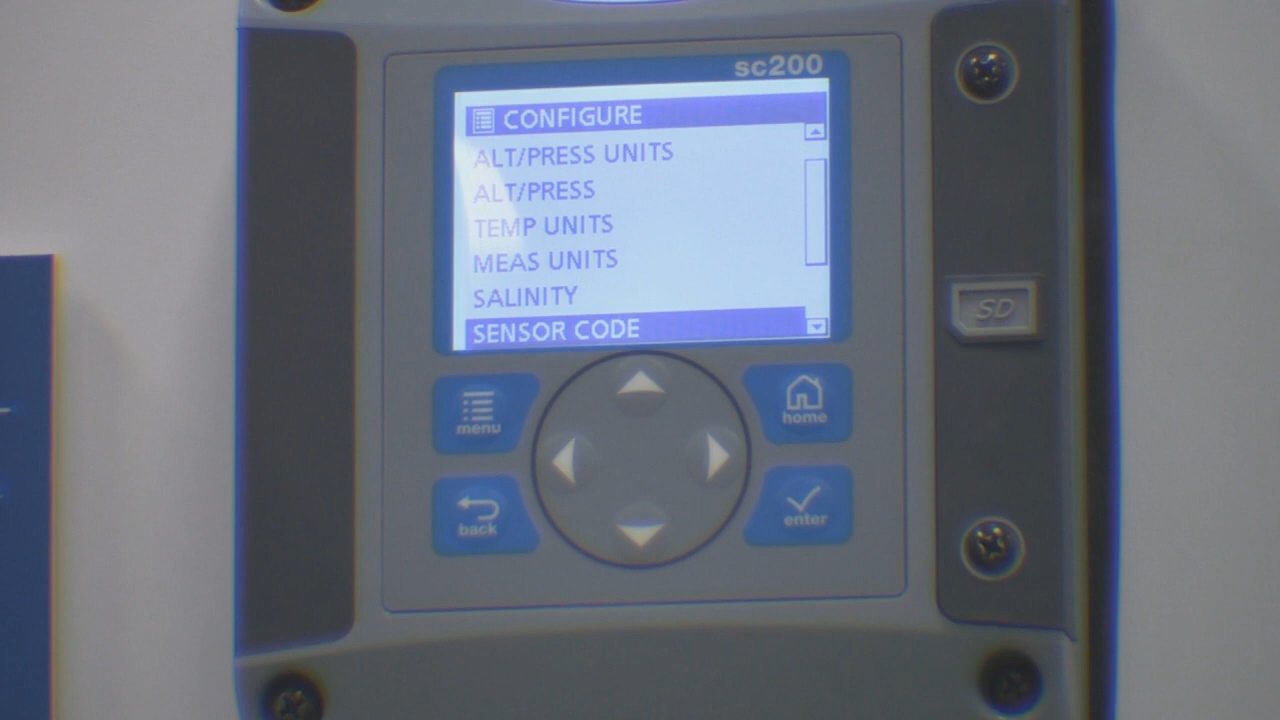 sc200
CONFIGURE
ALT/PRESS UNITS
ALT/PRESS
TEMP UNITS
MEAS UNITS
SALINITY
SENSOR CODE
SD
menu
home
back
enter